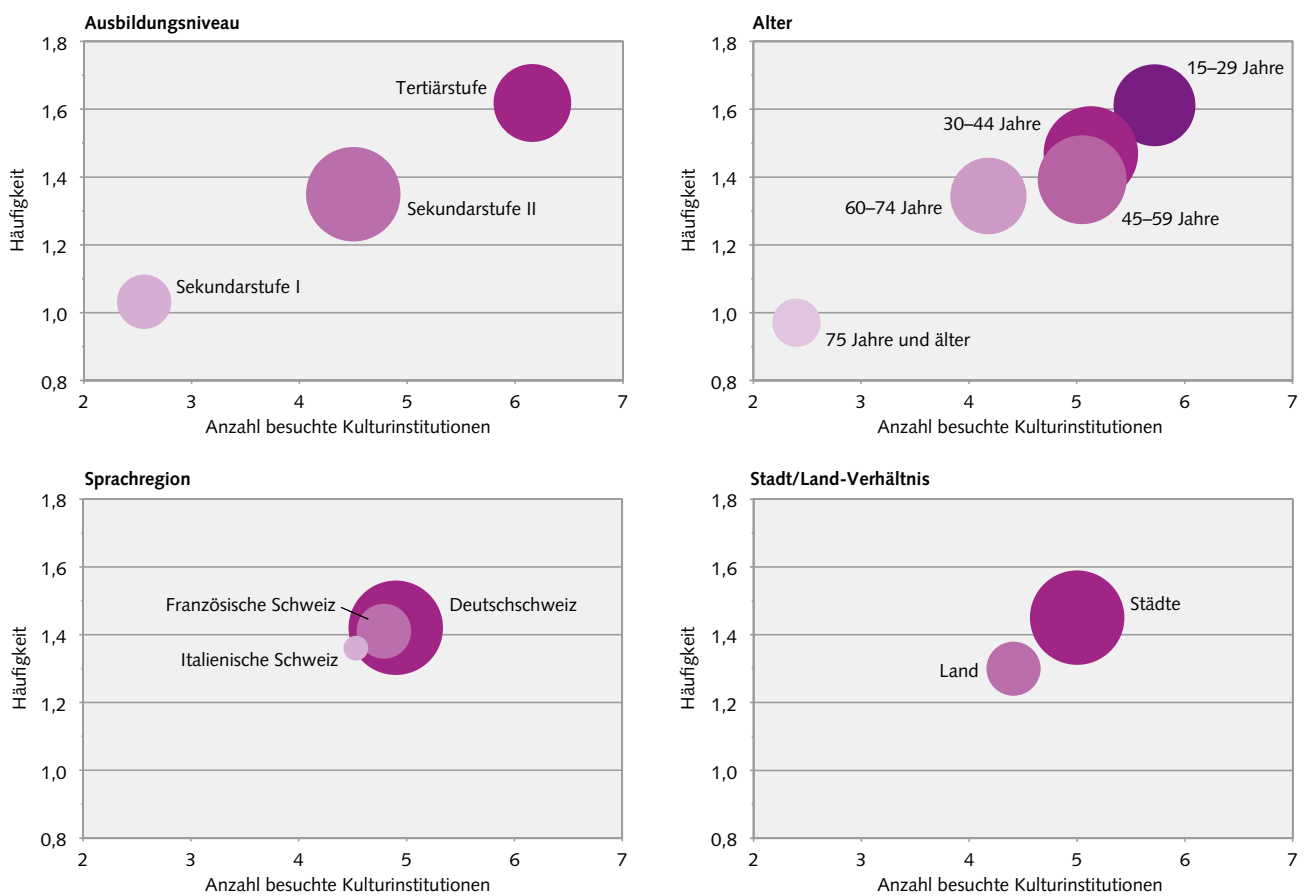 Ausbildungsniveau
1,8
1,6
1,4
1,2
1,0
0,8
Häufigkeit
Tertiärstufe
Sekundarstufe II
Sekundarstufe I
2 3 4 5 6 7
Anzahl besuchte Kulturinstitutionen
Alter
1,8
1,6
1,4
1,2
1,0
0,8
Häufigkeit
15–29 Jahre
30–44 Jahre
60–74 Jahre
45–59 Jahre
75 Jahre und älter
2 3 4 5 6 7
Anzahl besuchte Kulturinstitutionen
Sprachregion
1,8
1,6
1,4
1,2
1,0
0,8
Häufigkeit
Französische Schweiz
Deutschschweiz
Italienische Schweiz
2 3 4 5 6 7
Anzahl besuchte Kulturinstitutionen
Stadt/Land-Verhältnis
1,8
1,6
1,4
1,2
1,0
0,8
Häufigkeit
Städte
Land
2 3 4 5 6 7
Anzahl besuchte Kulturinstitutionen